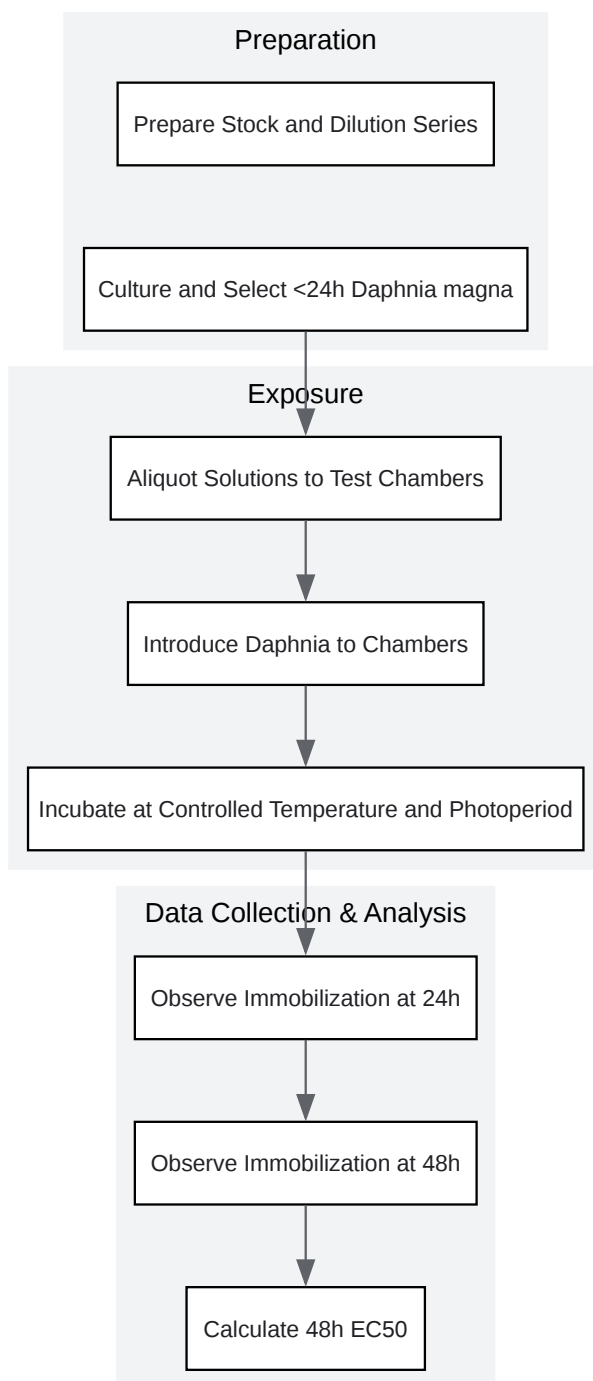 Preparation
Prepare Stock and Dilution Series
Culture and Select <24h Daphnia magna
Exposure
Aliquot Solutions to Test Chambers
Introduce Daphnia to Chambers
Incubate at Controlled Temperature and Photoperiod
Data Collection & Analysis
Observe Immobilization at 24h
Observe Immobilization at 48h
Calculate 48h EC50